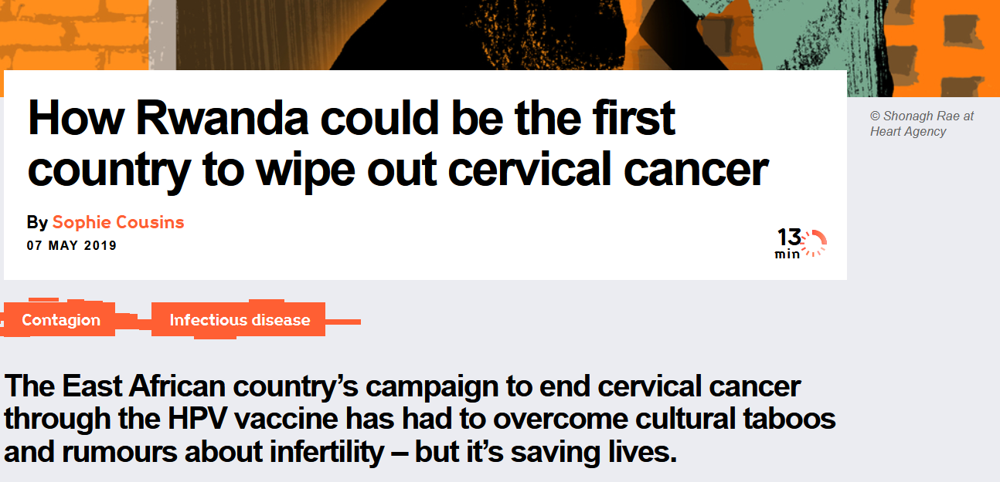 How Rwanda could be the first
country to wipe out cervical cancer
By Sophie Cousins
07 MAY 2019
13
min
© Shonagh Rae at
Heart Agency
Contagion
Infectious disease
The East African country’s campaign to end cervical cancer
through the HPV vaccine has had to overcome cultural taboos
and rumours about infertility – but it’s saving lives.